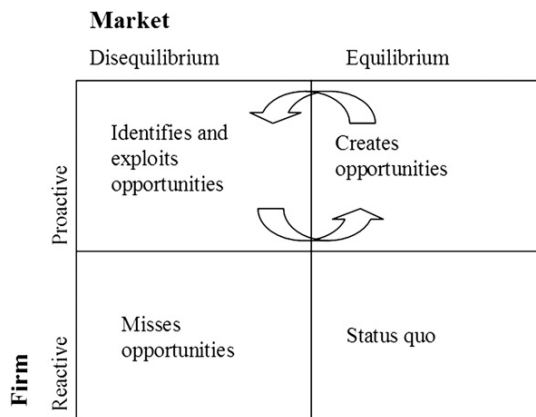 Market
Disequilibrium
Equilibrium
Proactive
Identifies and
exploits
opportunities
Creates
opportunities
Firm
Reactive
Misses
opportunities
Status quo